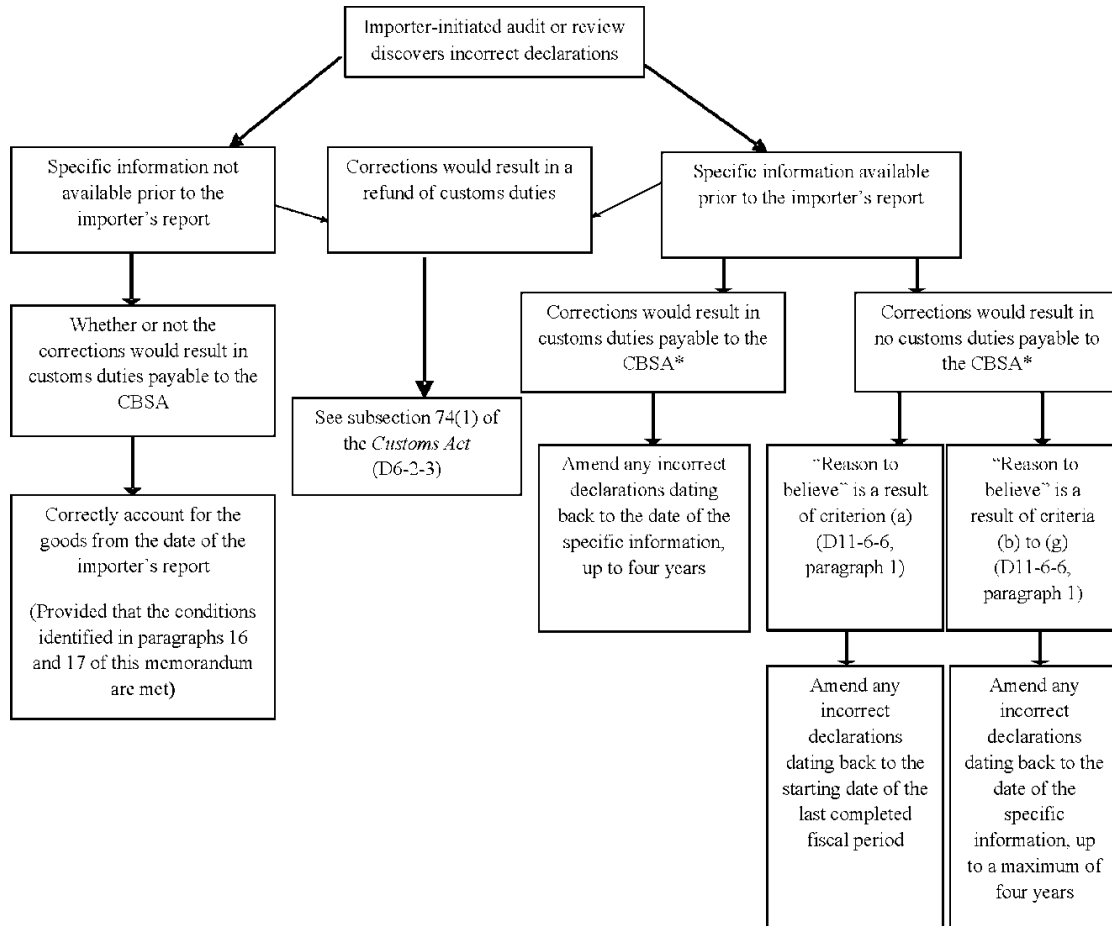 Importer-initiated audit or review
discovers incorrect declarations
Specific information not
available prior to the
importer's report
Corrections would result in a
refund of customs duties
Specific information available
prior to the importer's report
Whether or not the
corrections would result in
customs duties payable to the
CBSA
Corrections would result in
customs duties payable to the
CBSA*
Corrections would result in
no customs duties payable to
the CBSA*
See subsection 74(1) of
the Customs Act
(D6-2-3)
Correctly account for the
goods from the date of the
importer's report
(Provided that the conditions
identified in paragraphs 16
and 17 of this memorandum
are met)
Amend any incorrect
declarations dating
back to the date of the
specific information,
up to four years
"Reason to
believe" is a result
of criterion (a)
(D11-6-6,
paragraph 1)
"Reason to
believe" is a
result of criteria
(b) to (g)
(D11-6-6,
paragraph 1)
Amend any
incorrect
declarations
dating back to the
starting date of the
last completed
fiscal period
Amend any
incorrect
declarations
dating back to the
date of the
specific
information, up
to a maximum of
four years